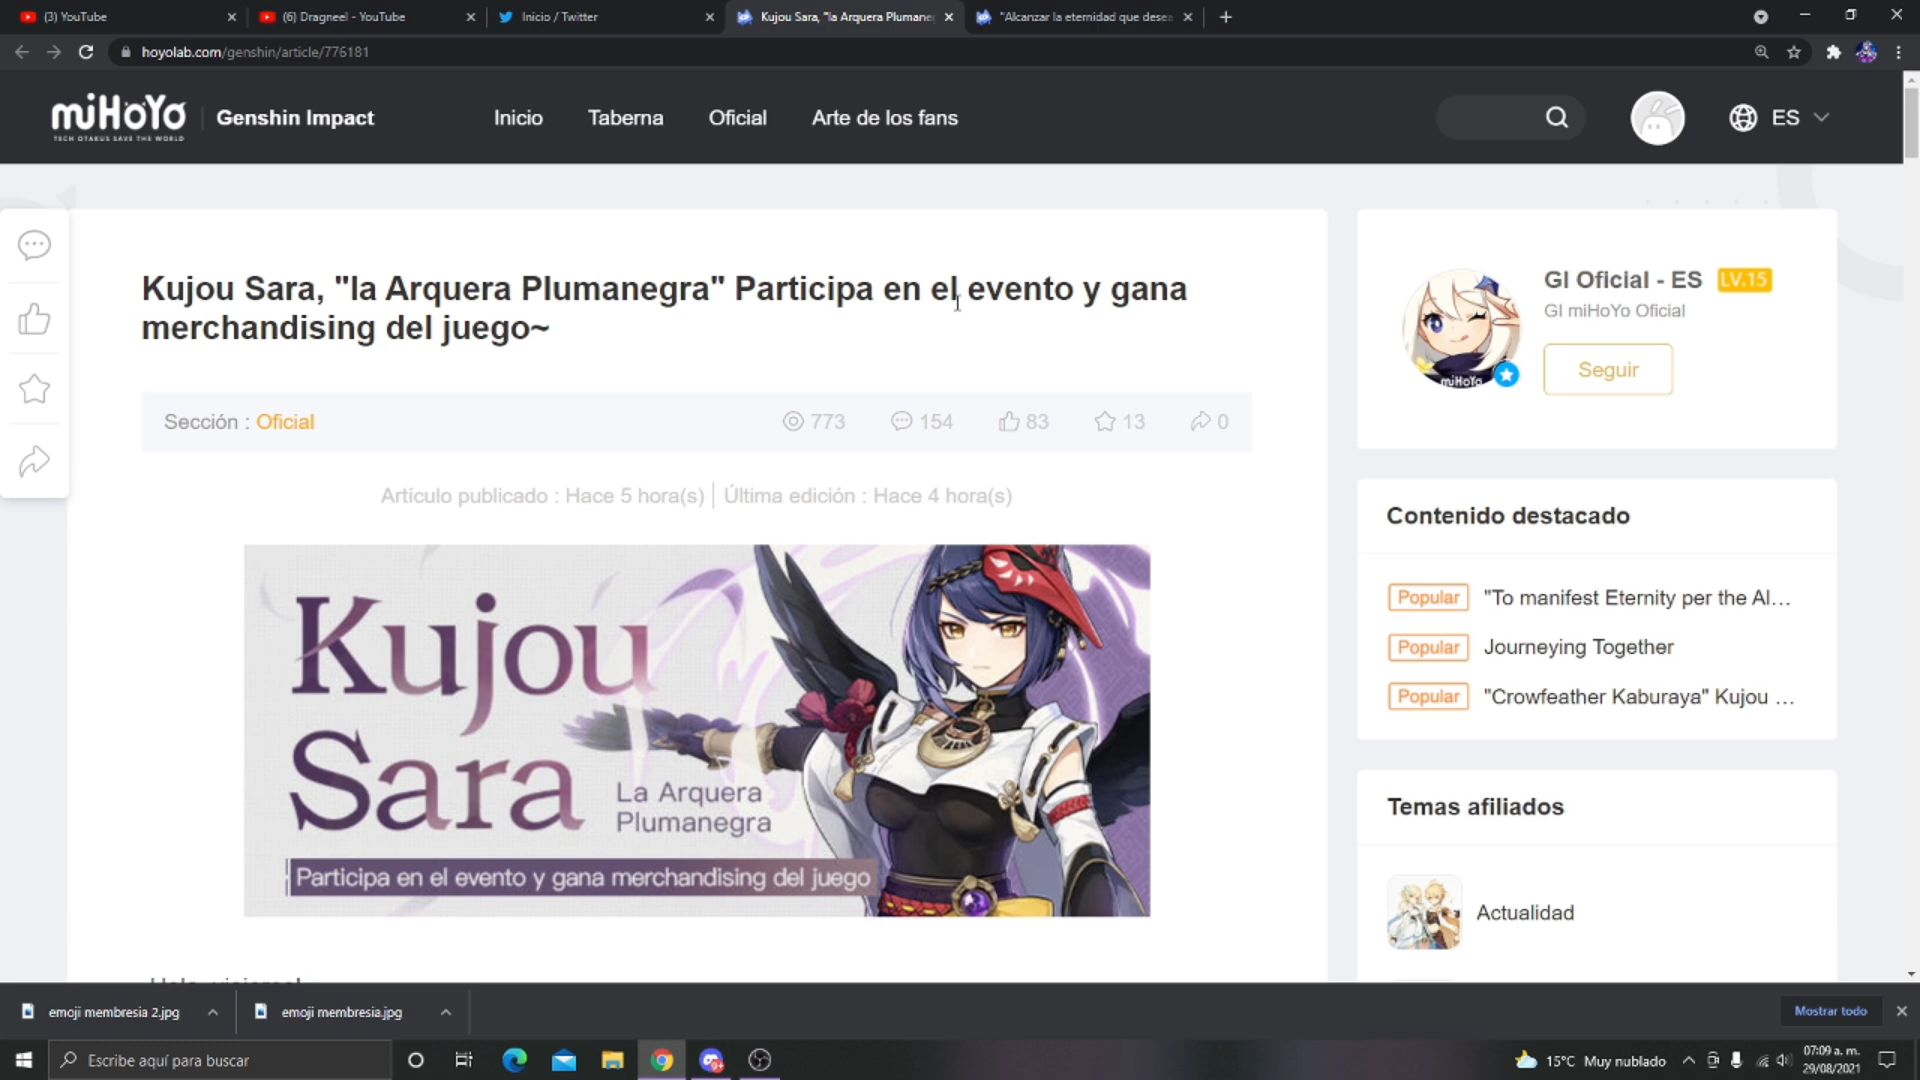 (3) YouTube
(6) Dragneel - YouTube
Inicio / Twitter
Kujou Sara, "la Arquera Plumane
"Alcanzar la eternidad que dese
hoyolab.com/genshin/article/776181
miHoYo
TECH OTAKUS SAVE THE WORLD
Genshin Impact
Inicio
Taberna
Oficial
Arte de los fans
ES
Kujou Sara, "la Arquera Plumanegra" Participa en el evento y gana
merchandising del juego~
Sección : Oficial
773
154
83
13
0
Artículo publicado : Hace 5 hora(s) | Última edición : Hace 4 hora(s)
Kujou
Sara
La Arquera
Plumanegra
Participa en el evento y gana merchandising del juego
GI Oficial - ES LV.15
GI miHoYo Oficial
miHoYo
Seguir
Contenido destacado
Popular "To manifest Eternity per the Al...
Popular Journeying Together
Popular "Crowfeather Kaburaya" Kujou ...
Temas afiliados
Actualidad
emoji membresia 2.jpg
emoji membresia.jpg
Mostrar todo
Escribe aquí para buscar
15°C Muy nublado
07:09 a. m.
29/08/2021